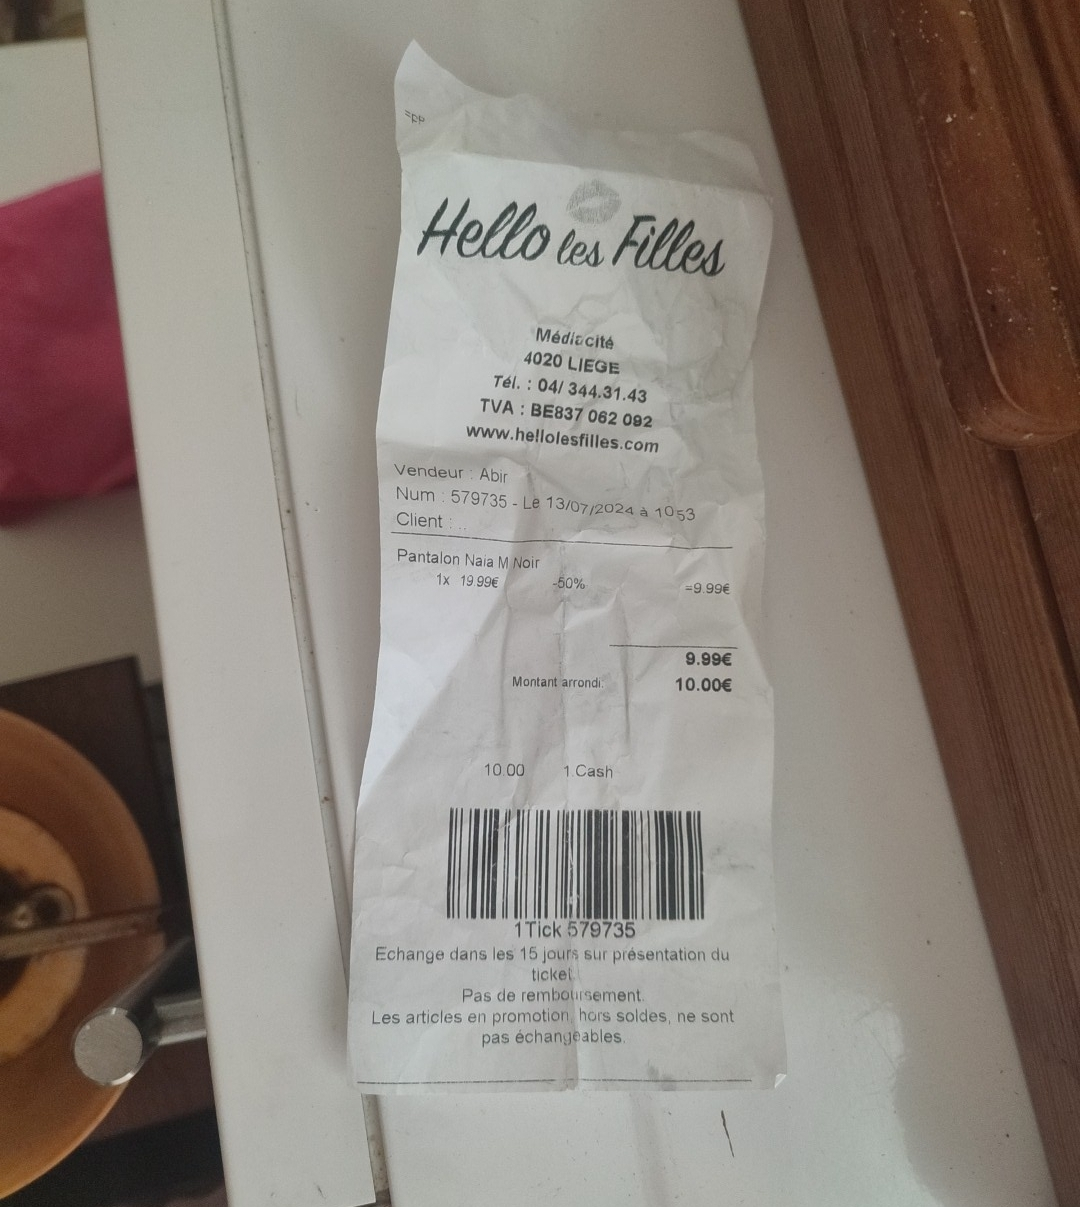 Hello les Filles
Médiacité
4020 LIEGE
Tél. : 04/ 344.31.43
TVA : BE837 062 092
www.hellolesfilles.com
Vendeur : Abir
Num : 579735 - Le 13/07/2024 à 1053
Client : ..
Pantalon Naia M Noir
1x 19.99€ -50% =9.99€
9.99€
Montant arrondi: 10.00€
10.00 1 Cash
1Tick 579735
Echange dans les 15 jours sur présentation du
ticket.
Pas de remboursement.
Les articles en promotion, hors soldes, ne sont
pas échangeables.